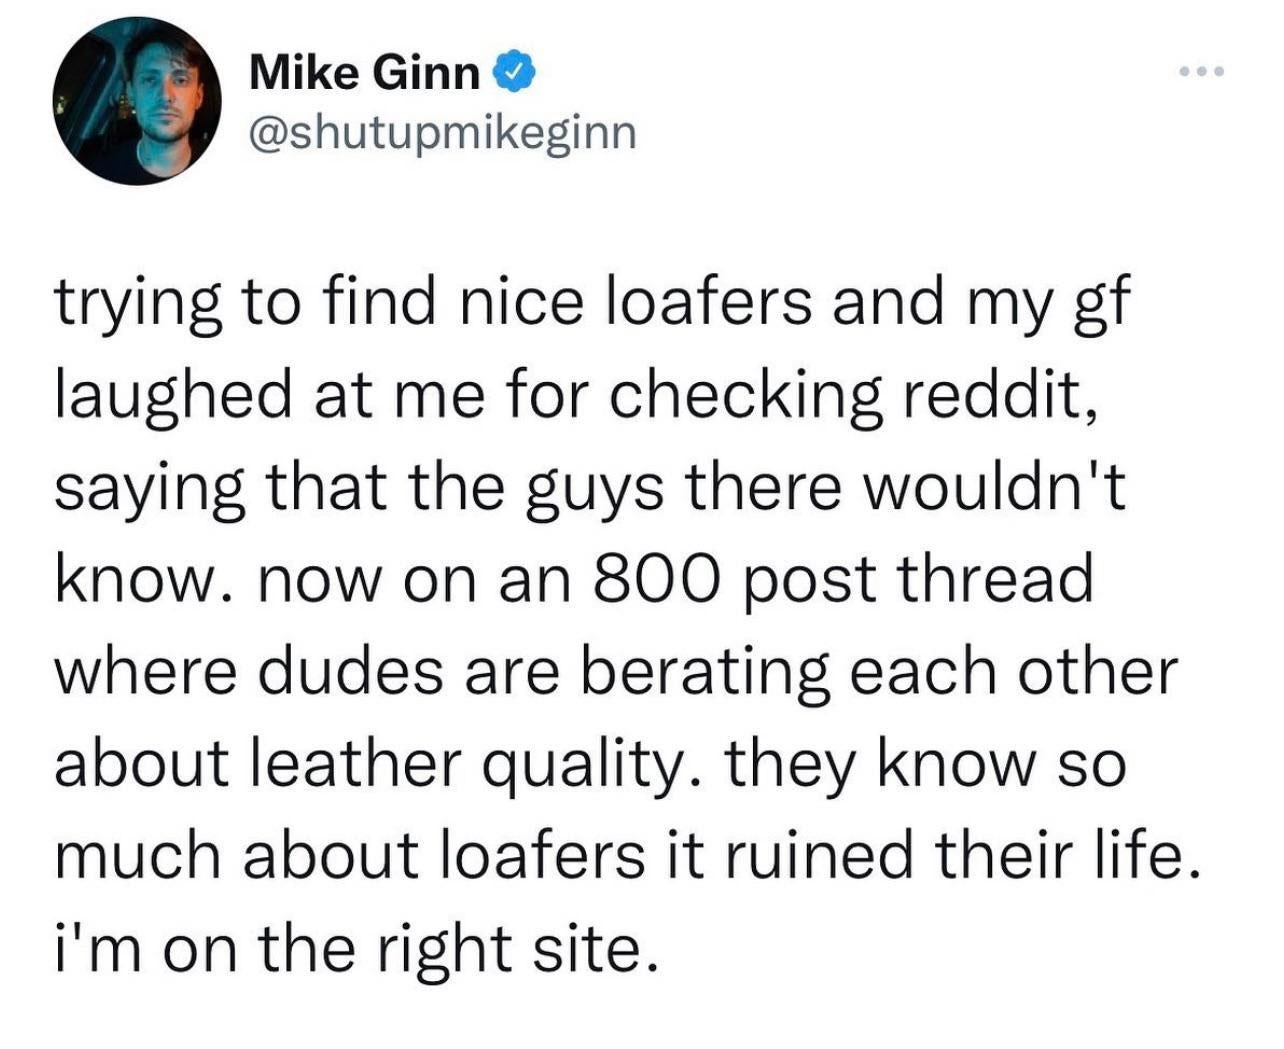 Mike Ginn
@shutupmikeginn
trying to find nice loafers and my gf
laughed at me for checking reddit,
saying that the guys there wouldn't
know. now on an 800 post thread
where dudes are berating each other
about leather quality. they know so
much about loafers it ruined their life.
i'm on the right site.